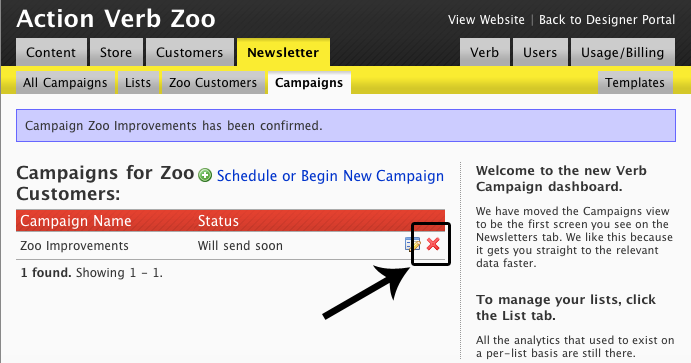 Action Verb Zoo
View Website | Back to Designer Portal
Content Store Customers Newsletter Verb Users Usage/Billing
All Campaigns Lists Zoo Customers Campaigns Templates
Campaign Zoo Improvements has been confirmed.
Campaigns for Zoo
Customers:
Schedule or Begin New Campaign
Campaign Name Status
Zoo Improvements Will send soon
1 found. Showing 1 - 1.
Welcome to the new Verb
Campaign dashboard.
We have moved the Campaigns view
to be the first screen you see on the
Newsletters tab. We like this because
it gets you straight to the relevant
data faster.
To manage your lists, click
the List tab.
All the analytics that used to exist on
a per-list basis are still there.